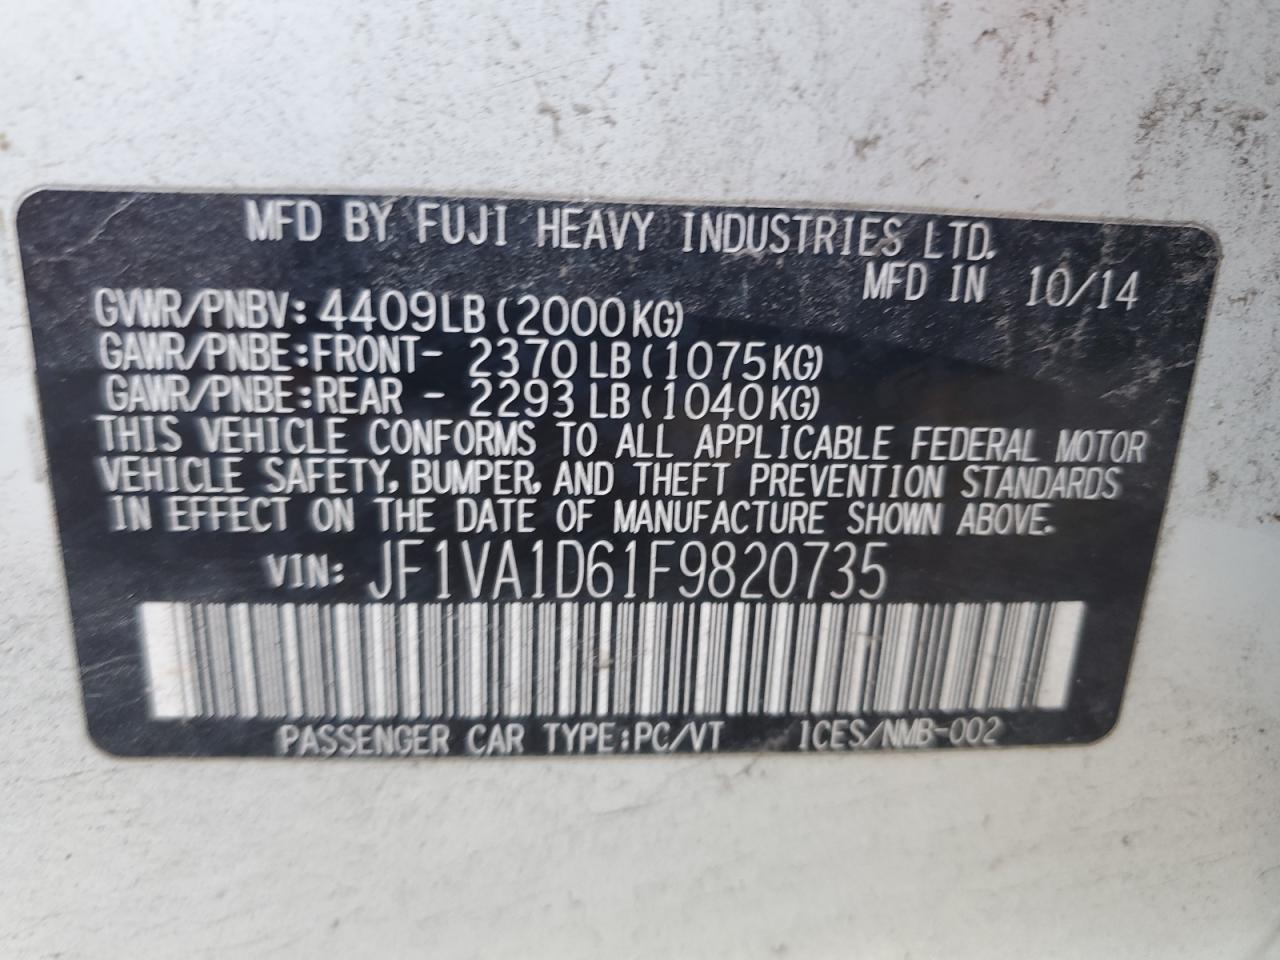 MFD BY FUJI HEAVY INDUSTRIES LTD.
MFD IN 10/14
GVWR/PNBV: 4409LB (2000KG)
GAWR/PNBE:FRONT- 2370LB (1075KG)
GAWR/PNBE:REAR - 2293LB (1040KG)
THIS VEHICLE CONFORMS TO ALL APPLICABLE FEDERAL MOTOR
VEHICLE SAFETY, BUMPER, AND THEFT PREVENTION STANDARDS
IN EFFECT ON THE DATE OF MANUFACTURE SHOWN ABOVE.
VIN: JF1VA1D61F9820735
PASSENGER CAR TYPE:PC/VT 1CES/NMB-002